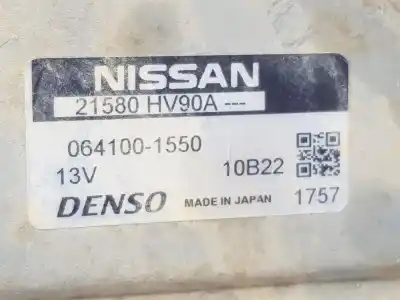 NISSAN
21580 HV90A ---
064100-1550
13V 10B22
DENSO MADE IN JAPAN 1757